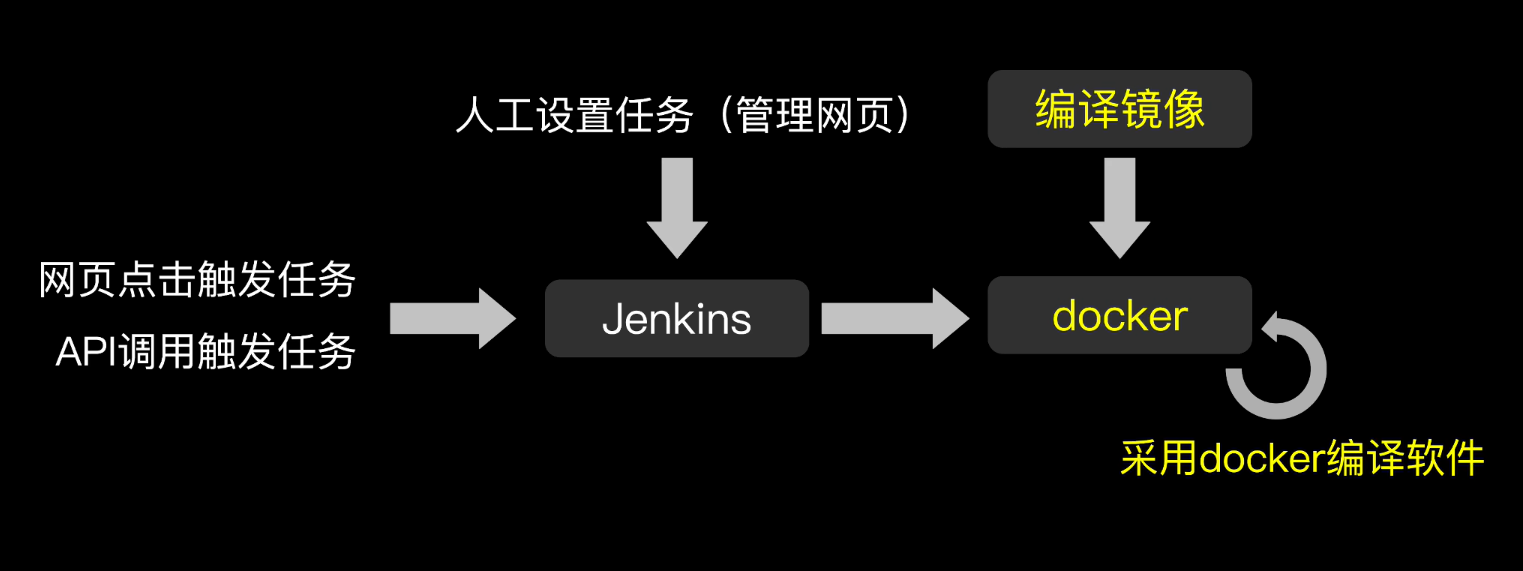 人工设置任务（管理网页）
编译镜像
网页点击触发任务
API调用触发任务
Jenkins
docker
采用docker编译软件